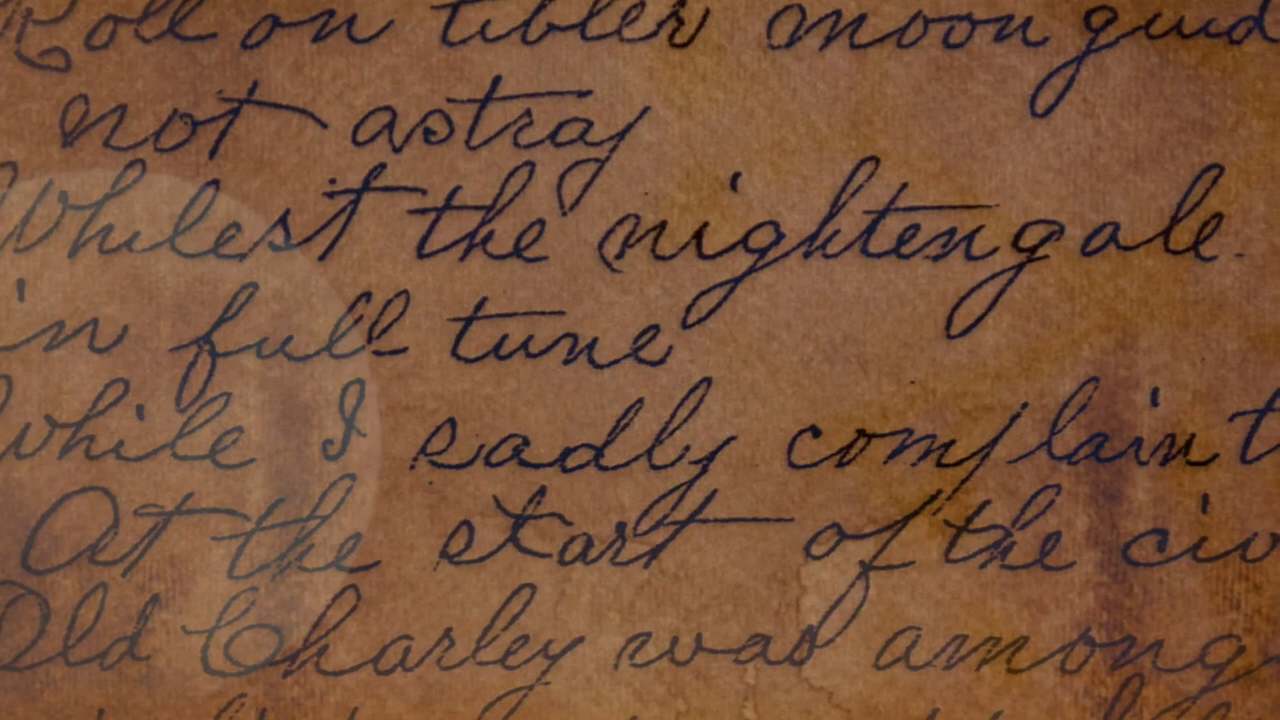 Roll on tibler moon guid
not astray
Whilest the nightengale
in full tune
while I sadly complain t
At the start of the civ
Old Charley was among